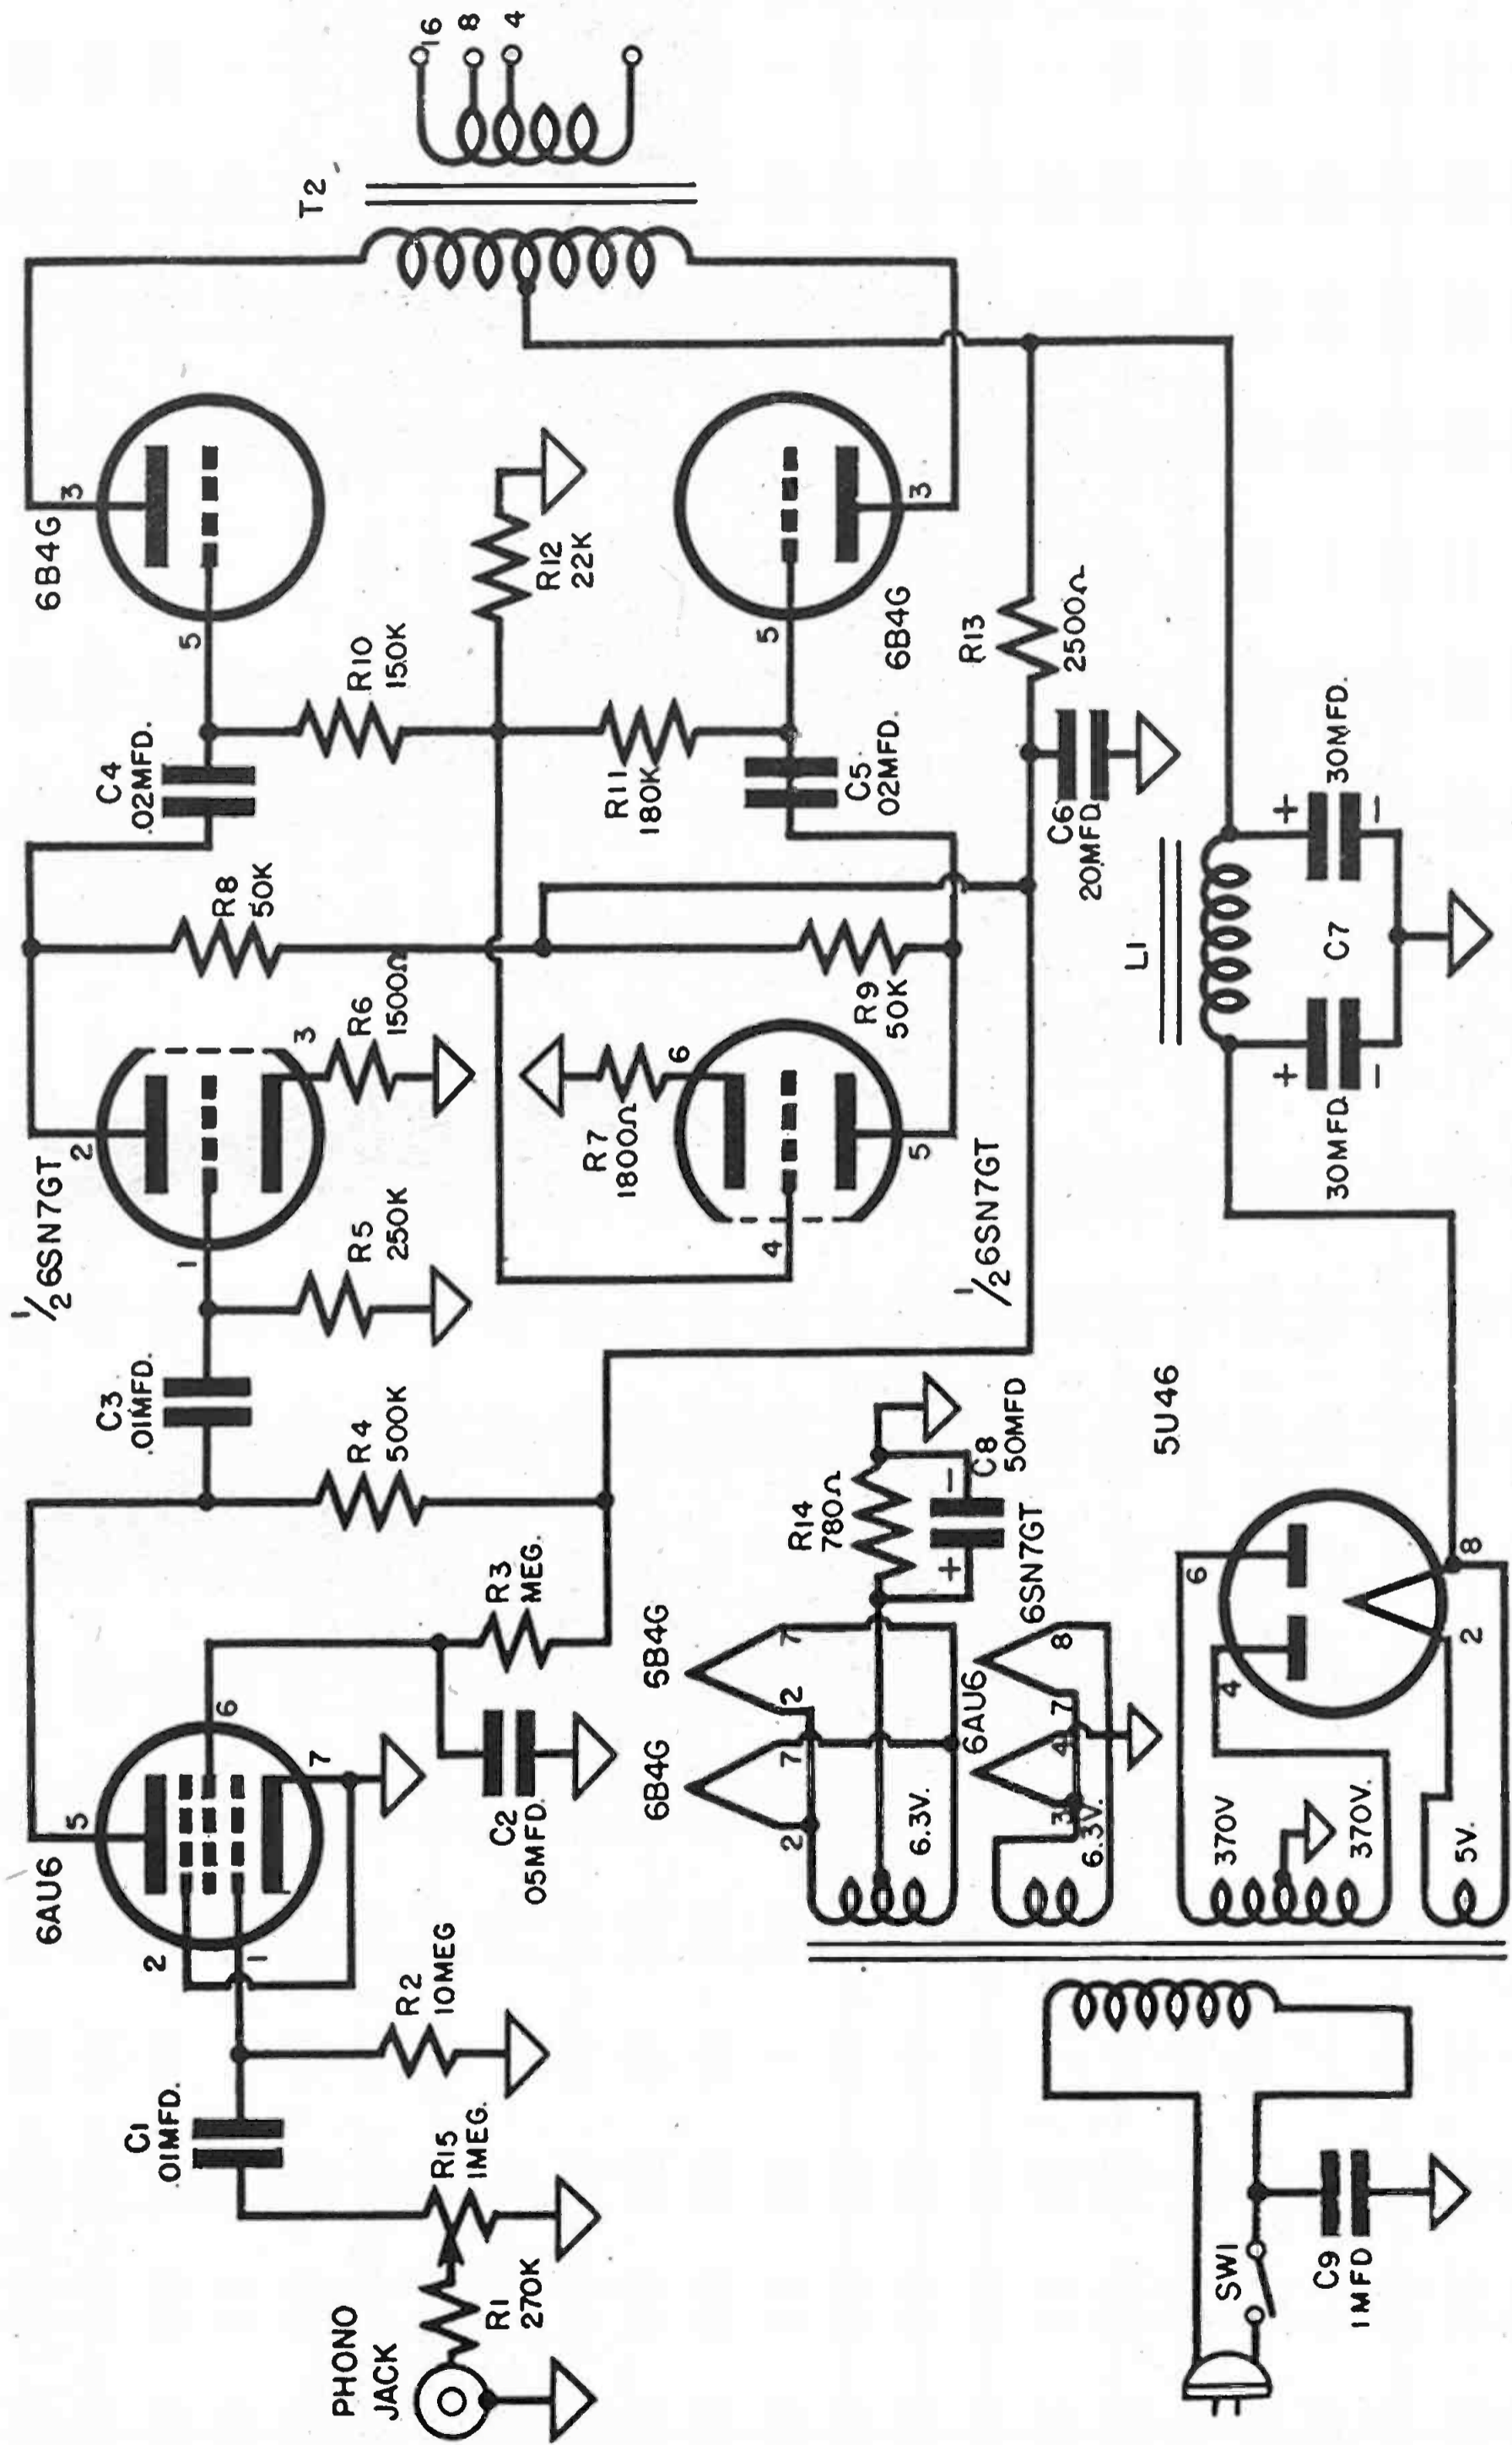 PHONO
JACK
R1
270K
R15
1MEG.
C1
.01MFD.
R2
10MEG
6AU6
2
1
5
6
7
C2
05MFD.
R3
MEG.
R4
500K
C3
.01MFD.
R5
250K
1/2 6SN7GT
1
2
3
R6
1500Ω
R8
50K
C4
.02MFD.
R10
150K
6B4G
5
3
T2
16
8
4
R12
22K
R7
1800Ω
6
4
5
1/2 6SN7GT
R9
50K
R11
180K
C5
02MFD.
5
3
6B4G
R13
2500Ω
C6
20MFD
6B4G
6B4G
2
7
2
7
6.3V.
R14
780Ω
+
−
C8
50MFD
6AU6
6SN7GT
3
4
7
8
6.3V.
370V
370V.
5V.
5U46
4
6
2
8
L1
+
−
30MFD
C7
+
−
30MFD.
SW1
C9
1MFD